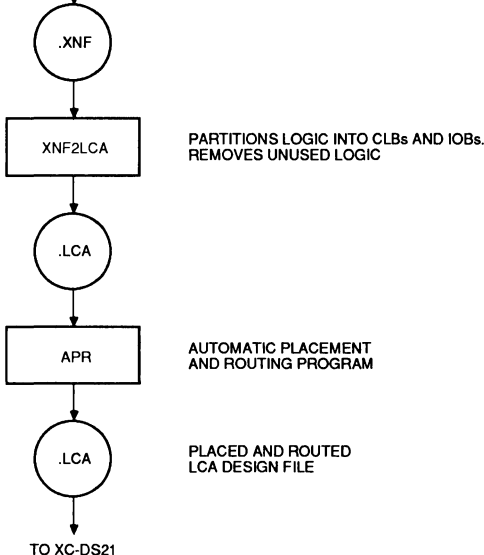 .XNF
XNF2LCA
PARTITIONS LOGIC INTO CLBs AND IOBs.
REMOVES UNUSED LOGIC
.LCA
APR
AUTOMATIC PLACEMENT
AND ROUTING PROGRAM
.LCA
PLACED AND ROUTED
LCA DESIGN FILE
TO XC-DS21